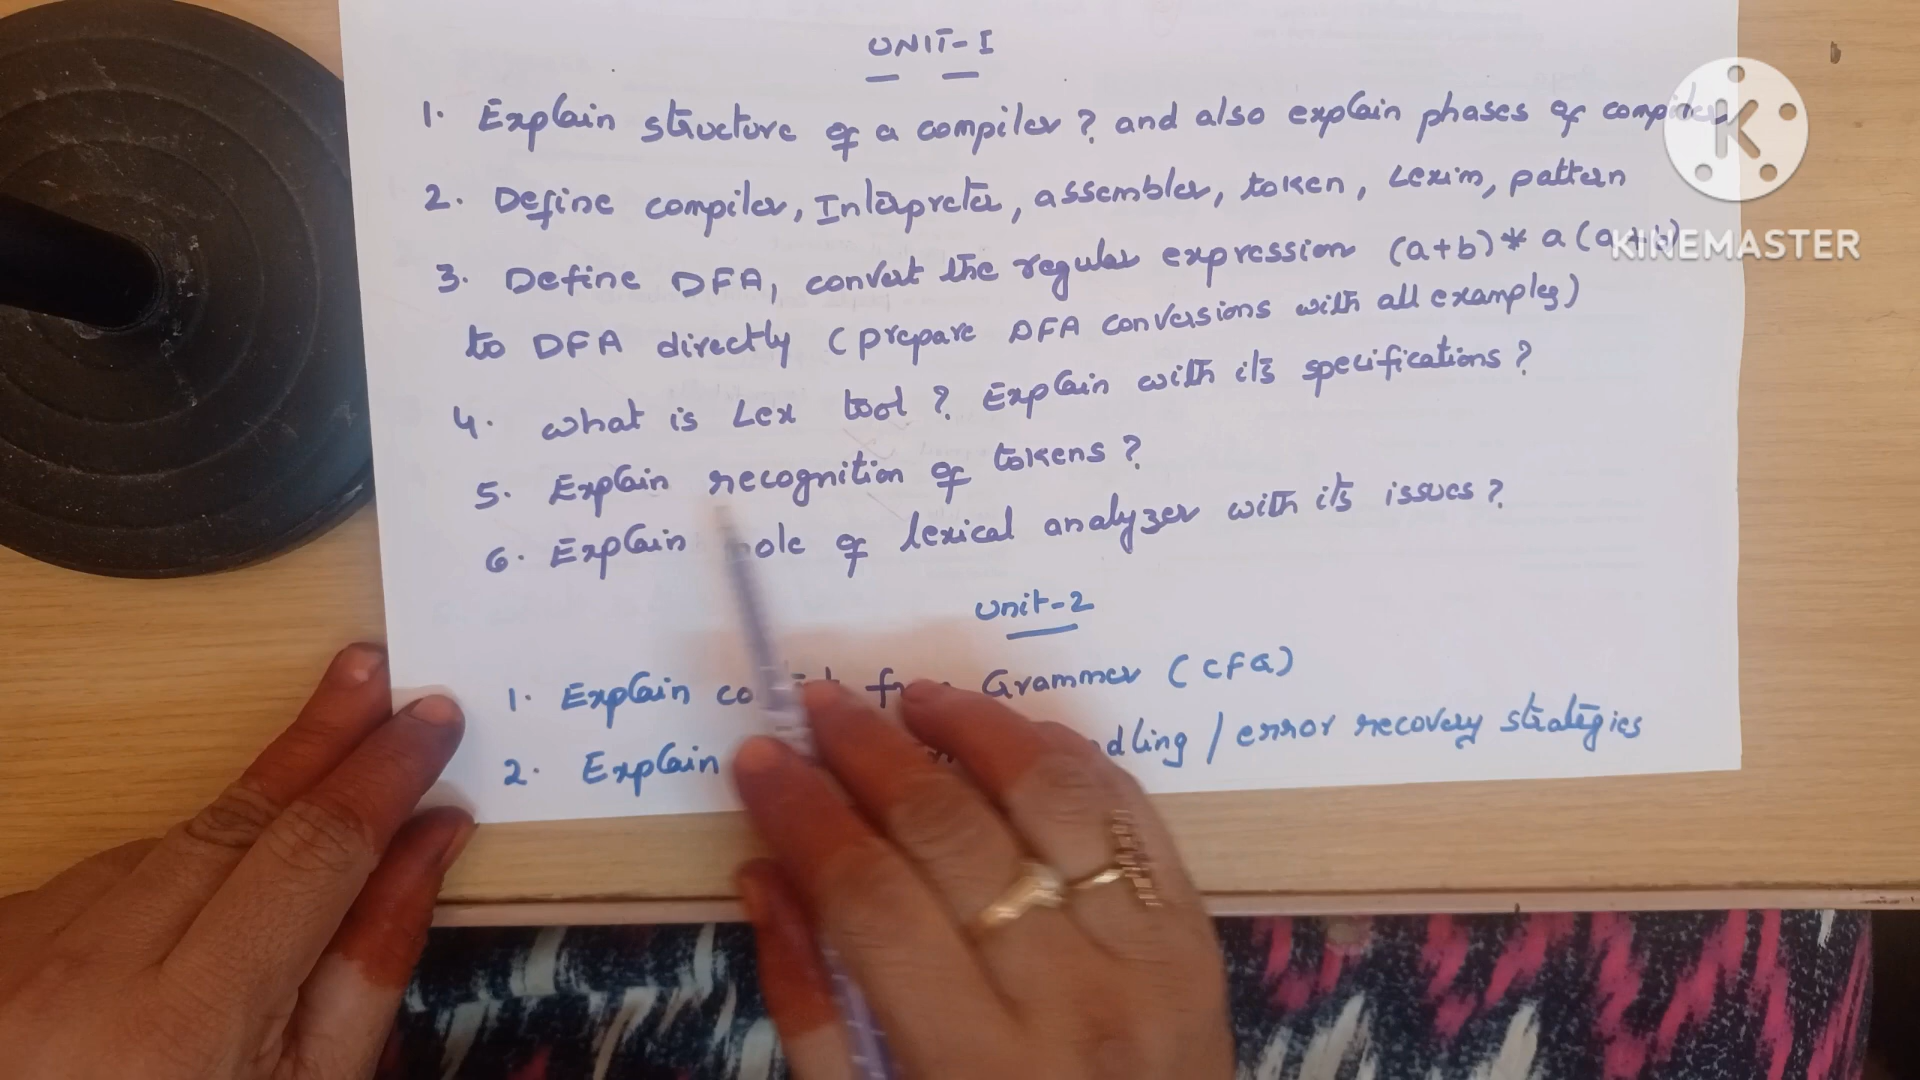 UNIT-I
1. Explain structure of a compiler? and also explain phases of compiler
2. Define compiler, Interpreter, assembler, token, Lexim, pattern
3. Define DFA, convert the regular expression (a+b)* a (a+b)
to DFA directly (prepare DFA conversions with all examples)
4. what is Lex tool? Explain with it's specifications?
5. Explain recognition of tokens?
6. Explain role of lexical analyzer with it's issues?
Unit-2
1. Explain Grammer (CFG)
2. Explain / error recovery strategies
KINEMASTER